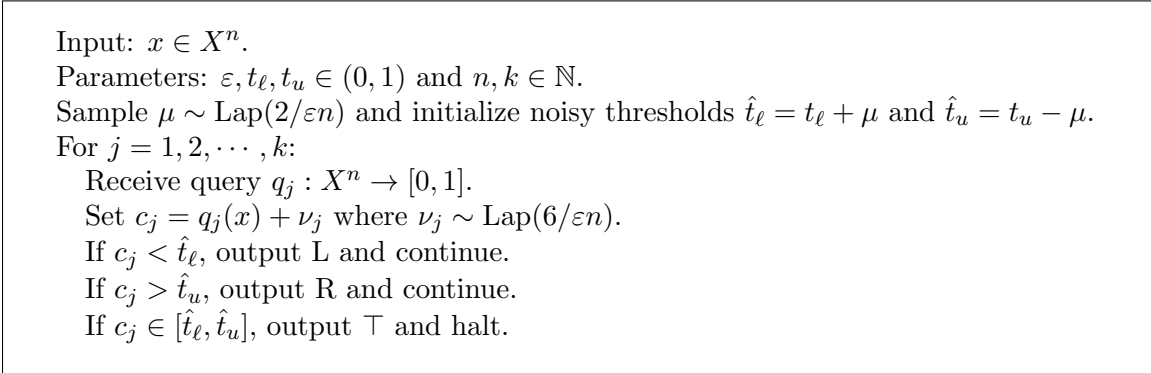 Input: x ∈ Xⁿ.
Parameters: ε, t_ℓ, t_u ∈ (0, 1) and n, k ∈ ℕ.
Sample μ ∼ Lap(2/εn) and initialize noisy thresholds t̂_ℓ = t_ℓ + μ and t̂_u = t_u − μ.
For j = 1, 2, ⋯ , k:
Receive query q_j : Xⁿ → [0, 1].
Set c_j = q_j(x) + ν_j where ν_j ∼ Lap(6/εn).
If c_j < t̂_ℓ, output L and continue.
If c_j > t̂_u, output R and continue.
If c_j ∈ [t̂_ℓ, t̂_u], output ⊤ and halt.